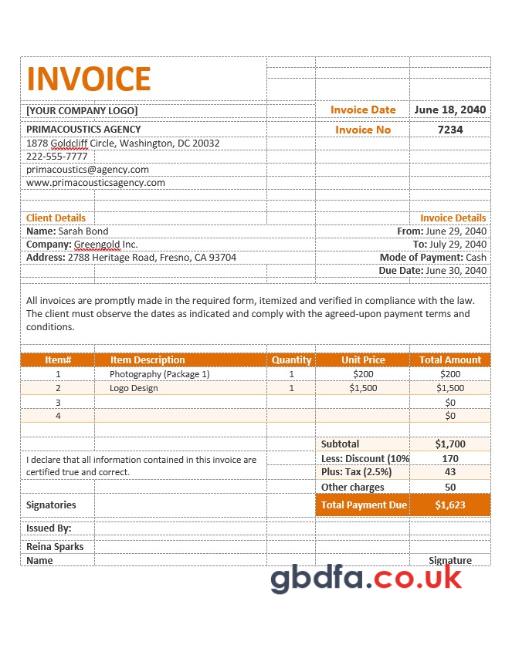 INVOICE
[YOUR COMPANY LOGO] Invoice Date June 18, 2040
PRIMACOUSTICS AGENCY Invoice No 7234
1878 Goldcliff Circle, Washington, DC 20032
222-555-7777
primacoustics@agency.com
www.primacousticsagency.com
Client Details Invoice Details
Name: Sarah Bond From: June 29, 2040
Company: Greengold Inc. To: July 29, 2040
Address: 2788 Heritage Road, Fresno, CA 93704 Mode of Payment: Cash
Due Date: June 30, 2040
All invoices are promptly made in the required form, itemized and verified in compliance with the law.
The client must observe the dates as indicated and comply with the agreed-upon payment terms and
conditions.
Item# Item Description Quantity Unit Price Total Amount
1 Photography (Package 1) 1 $200 $200
2 Logo Design 1 $1,500 $1,500
3 $0
4 $0
Subtotal $1,700
I declare that all information contained in this invoice are Less: Discount (10% 170
certified true and correct. Plus: Tax (2.5%) 43
Other charges 50
Signatories Total Payment Due $1,623
Issued By:
Reina Sparks
Name Signature
gbdfa.co.uk